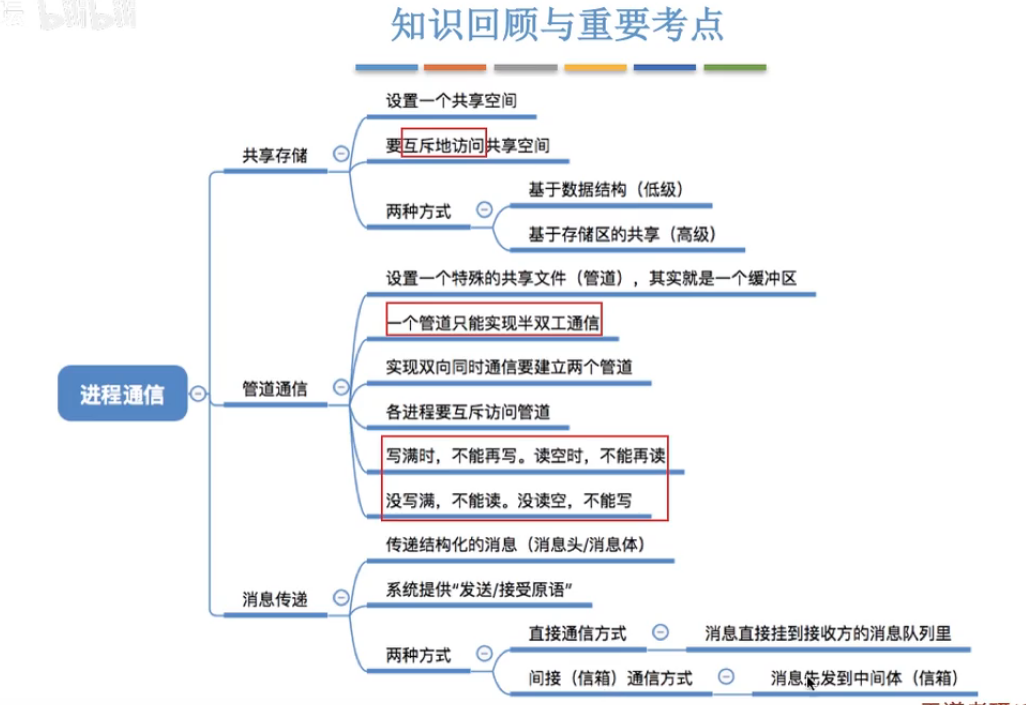 bilibili
知识回顾与重要考点
设置一个共享空间
要互斥地访问共享空间
共享存储
两种方式
基于数据结构（低级）
基于存储区的共享（高级）
设置一个特殊的共享文件（管道），其实就是一个缓冲区
一个管道只能实现半双工通信
实现双向同时通信要建立两个管道
进程通信
管道通信
各进程要互斥访问管道
写满时，不能再写。读空时，不能再读
没写满，不能读。没读空，不能写
传递结构化的消息（消息头/消息体）
系统提供“发送/接受原语”
消息传递
两种方式
直接通信方式
消息直接挂到接收方的消息队列里
间接（信箱）通信方式
消息先发到中间体（信箱）